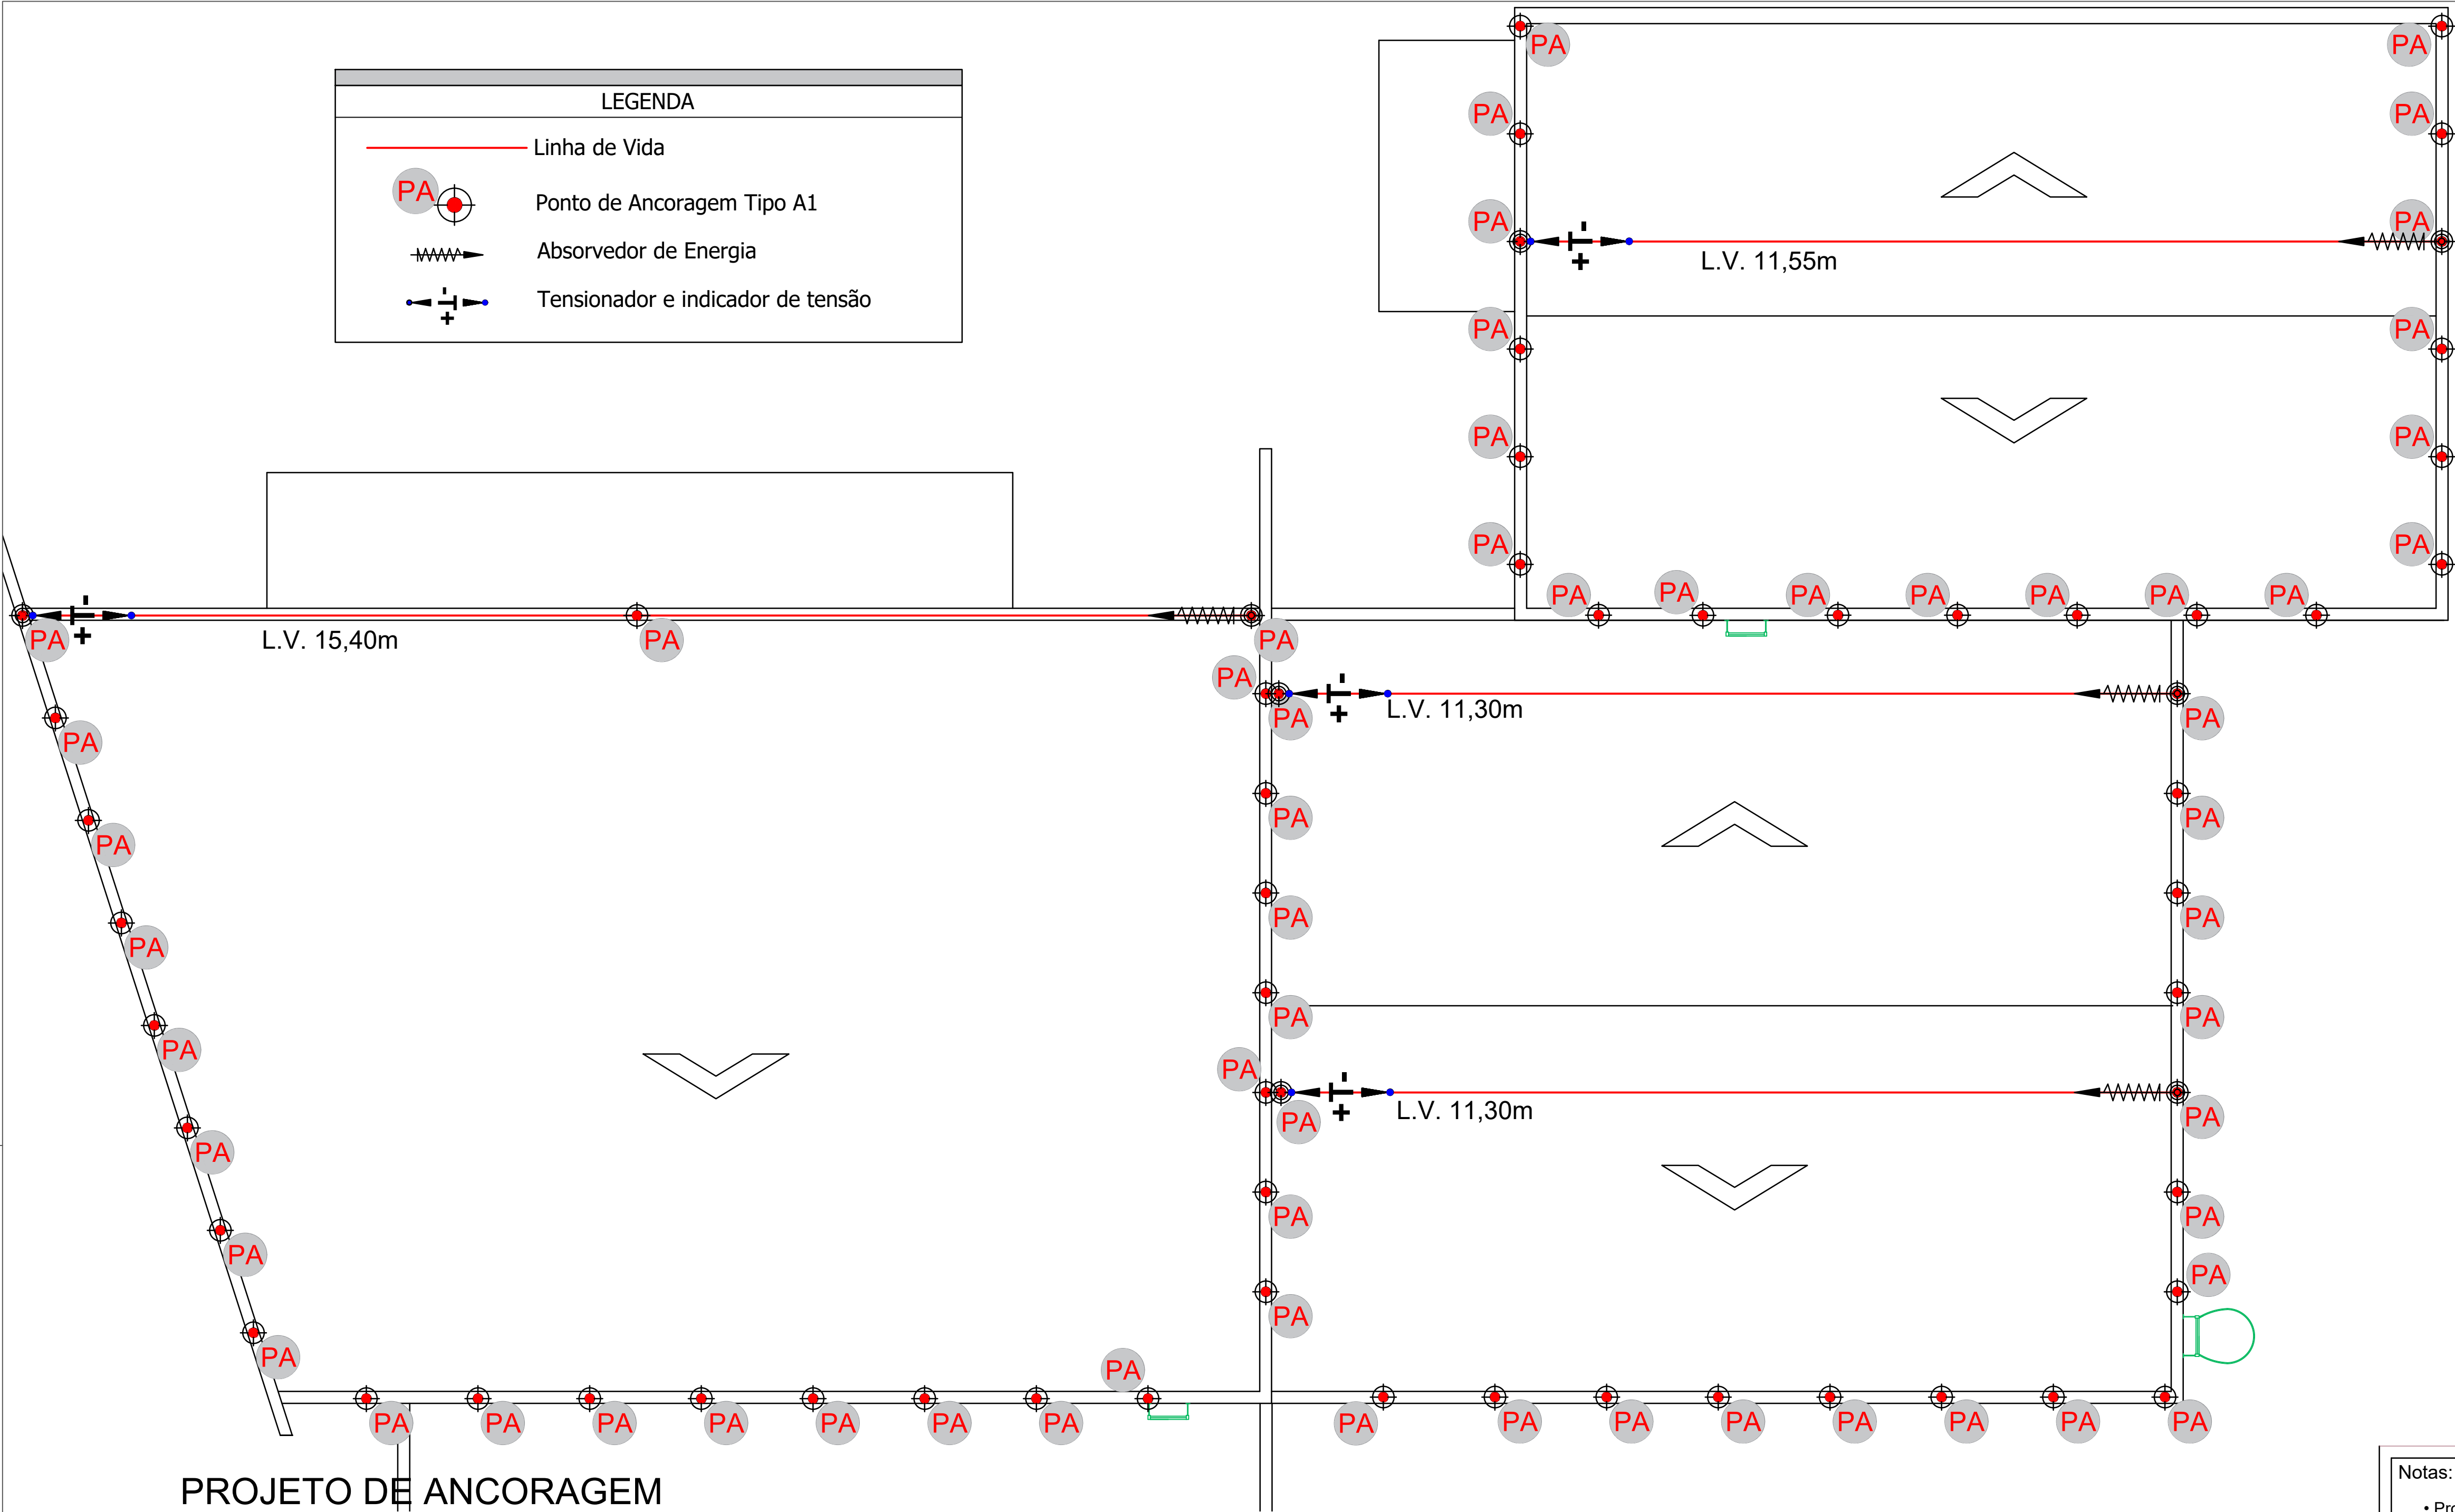 LEGENDA
Linha de Vida
PA Ponto de Ancoragem Tipo A1
Absorvedor de Energia
- + Tensionador e indicador de tensão
PA PA
PA PA
PA PA
- +
L.V. 11,55m
PA PA
PA PA
PA PA
PA PA PA PA PA PA PA
- +
PA L.V. 15,40m PA PA
PA
- +
PA L.V. 11,30m PA
PA
PA PA
PA
PA PA
PA
PA PA
PA
PA
- +
PA L.V. 11,30m PA
PA
PA PA
PA
PA
PA
PA
PA
PA PA PA PA PA PA PA PA PA PA PA PA PA PA PA
PROJETO DE ANCORAGEM
Notas: